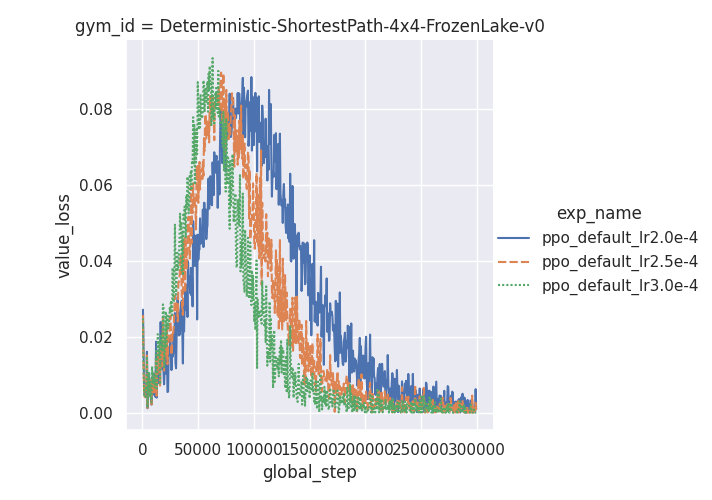 gym_id = Deterministic-ShortestPath-4x4-FrozenLake-v0
value_loss
0.08
0.06
0.04
0.02
0.00
0 50000 100000 150000 200000 250000 300000
global_step
exp_name
ppo_default_lr2.0e-4
ppo_default_lr2.5e-4
ppo_default_lr3.0e-4